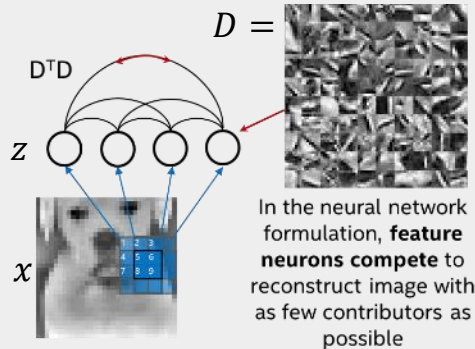 D =
DᵀD
z
x
1 2 3
4 5 6
7 8 9
In the neural network
formulation, feature
neurons compete to
reconstruct image with
as few contributors as
possible